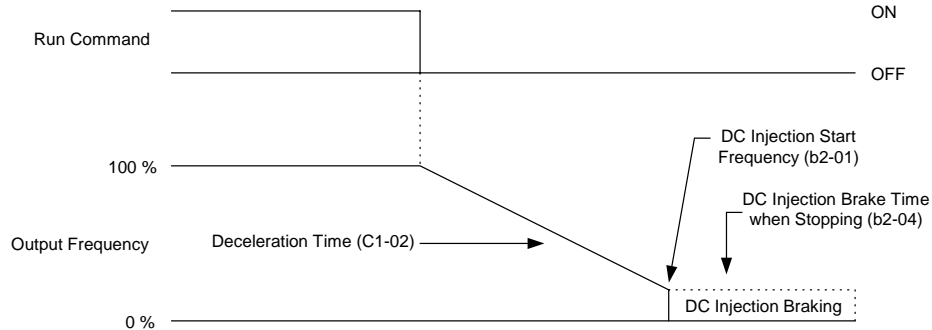 ON
Run Command
OFF
DC Injection Start
Frequency (b2-01)
100 %
DC Injection Brake Time
when Stopping (b2-04)
Output Frequency
Deceleration Time (C1-02)
DC Injection Braking
0 %